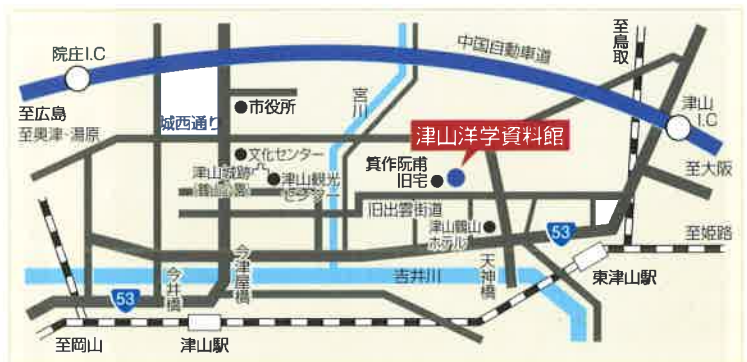 至鳥取
院庄I.C
中国自動車道
至広島
至奥津・湯原
城西通り
市役所
宮川
津山
I.C
津山洋学資料館
至大阪
文化センター
津山城跡
(鶴山公園)
津山観光
センター
箕作阮甫
旧宅
旧出雲街道
津山鶴山
ホテル
53
至姫路
今井橋
今津屋橋
吉井川
天神橋
東津山駅
53
至岡山
津山駅